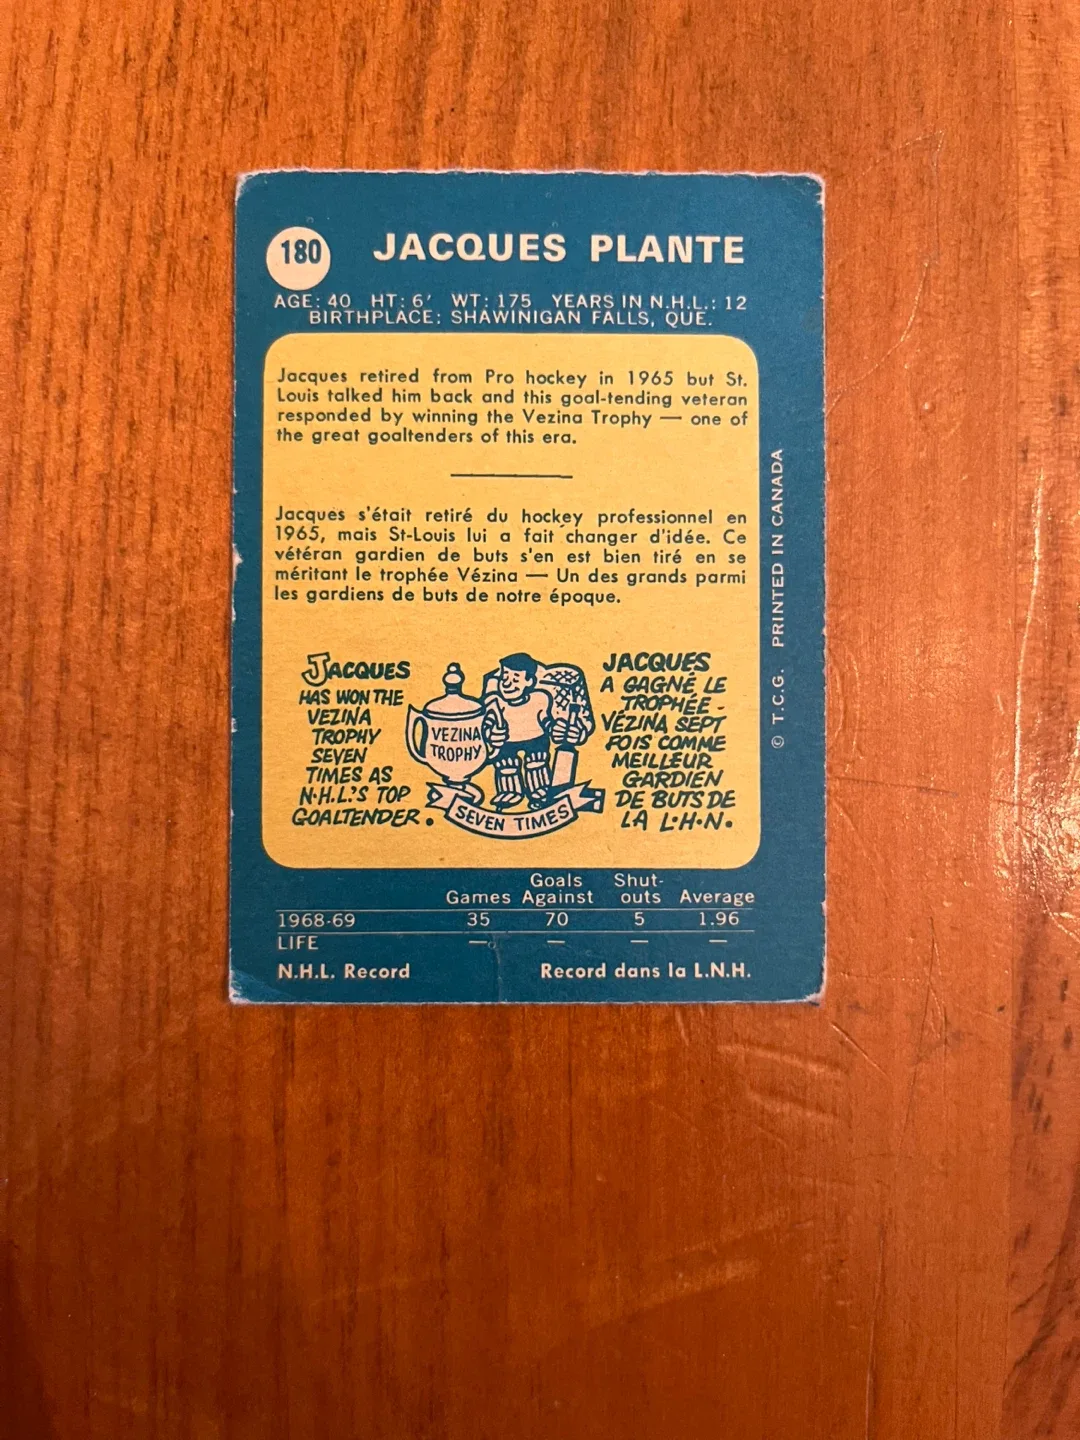 180 JACQUES PLANTE
AGE: 40 HT: 6' WT: 175 YEARS IN N.H.L.: 12
BIRTHPLACE: SHAWINIGAN FALLS, QUE.
Jacques retired from Pro hockey in 1965 but St.
Louis talked him back and this goal-tending veteran
responded by winning the Vezina Trophy — one of
the great goaltenders of this era.
Jacques s'était retiré du hockey professionnel en
1965, mais St-Louis lui a fait changer d'idée. Ce
vétéran gardien de buts s'en est bien tiré en se
méritant le trophée Vézina — Un des grands parmi
les gardiens de buts de notre époque.
JACQUES
HAS WON THE
VEZINA
TROPHY
SEVEN
TIMES AS
N.H.L.'S TOP
GOALTENDER.
VEZINA
TROPHY
SEVEN TIMES
JACQUES
A GAGNÉ LE
TROPHÉE -
VÉZINA SEPT
FOIS COMME
MEILLEUR
GARDIEN
DE BUTS DE
LA L.H.N.
© T.C.G. PRINTED IN CANADA
Goals Shut-
Games Against outs Average
1968-69 35 70 5 1.96
LIFE — — — —
N.H.L. Record Record dans la L.N.H.